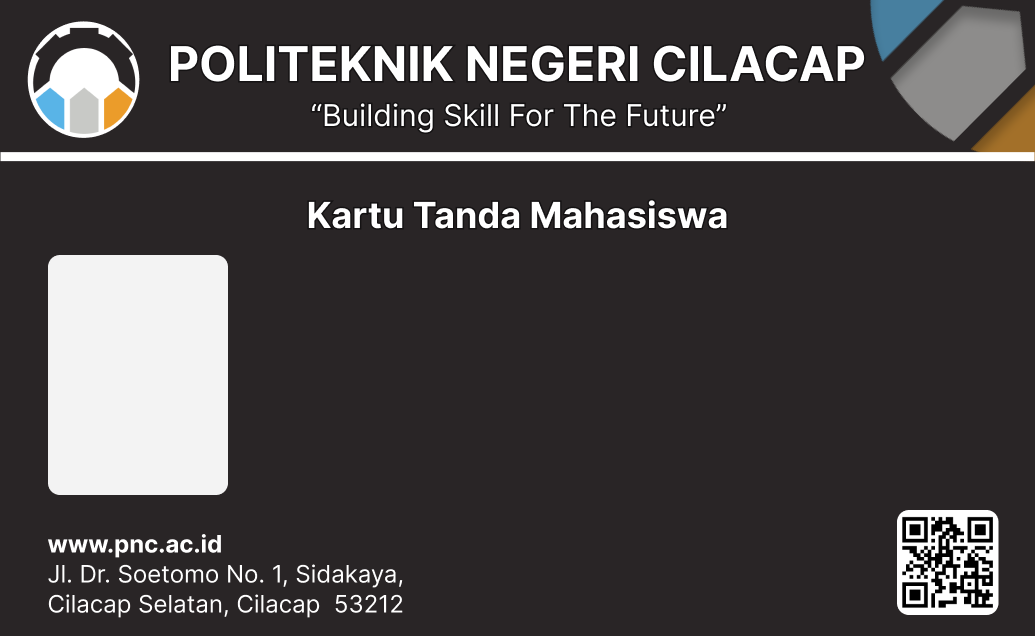 POLITEKNIK NEGERI CILACAP
“Building Skill For The Future”
Kartu Tanda Mahasiswa
www.pnc.ac.id
Jl. Dr. Soetomo No. 1, Sidakaya,
Cilacap Selatan, Cilacap  53212